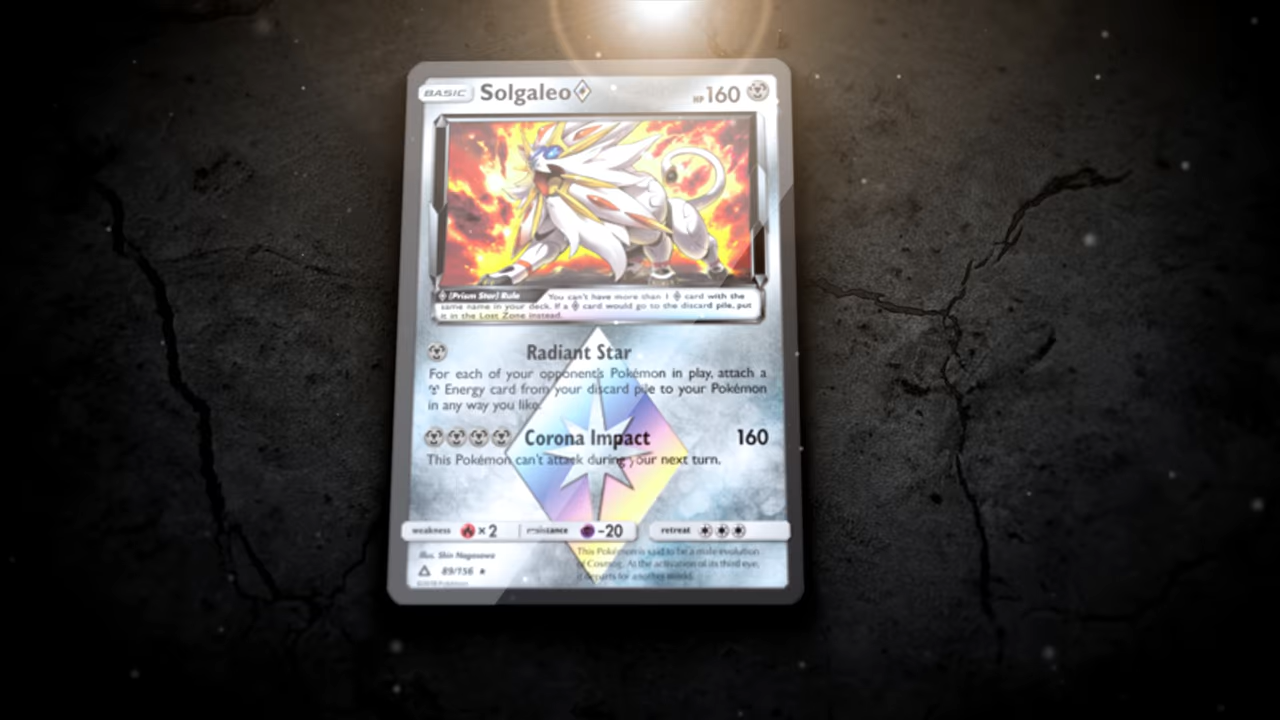 BASIC Solgaleo HP 160
[Prism Star] Rule You can't have more than 1 card with the
same name in your deck. If a card would go to the discard pile, put
it in the Lost Zone instead.
Radiant Star
For each of your opponent's Pokémon in play, attach a
Energy card from your discard pile to your Pokémon
in any way you like.
Corona Impact 160
This Pokémon can't attack during your next turn.
weakness ×2 resistance -20 retreat
Illus. Shin Nagasawa
89/156 ★
©2018 Pokémon
This Pokémon is said to be a male evolution
of Cosmog. At the activation of its third eye,
it departs for another world.